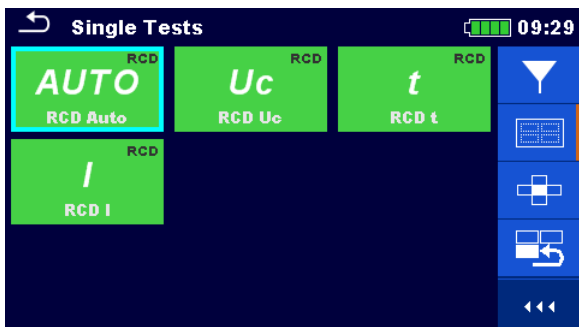 Single Tests 09:29
RCD RCD RCD
AUTO Uc t
RCD Auto RCD Uc RCD t
RCD
I
RCD I